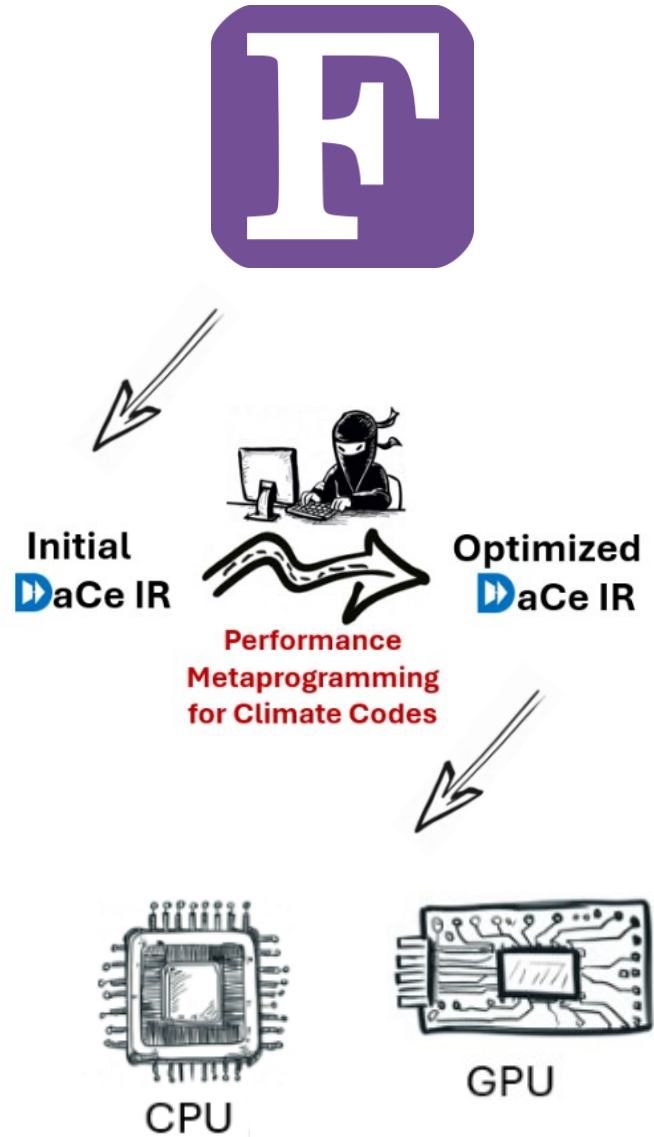 F
Initial
DaCe IR
Optimized
DaCe IR
Performance
Metaprogramming
for Climate Codes
CPU
GPU